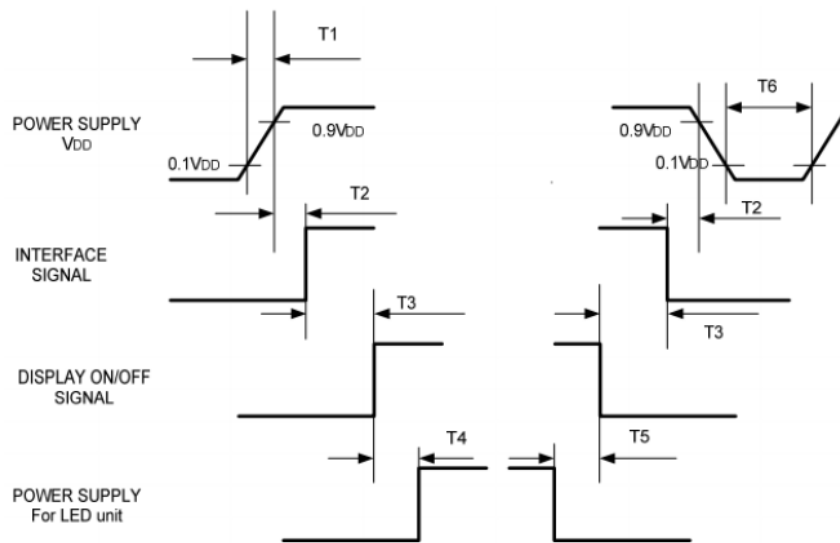 T1
T6
POWER SUPPLY
VDD
0.9VDD
0.9VDD
0.1VDD
0.1VDD
T2
T2
INTERFACE
SIGNAL
T3
T3
DISPLAY ON/OFF
SIGNAL
T4
T5
POWER SUPPLY
For LED unit